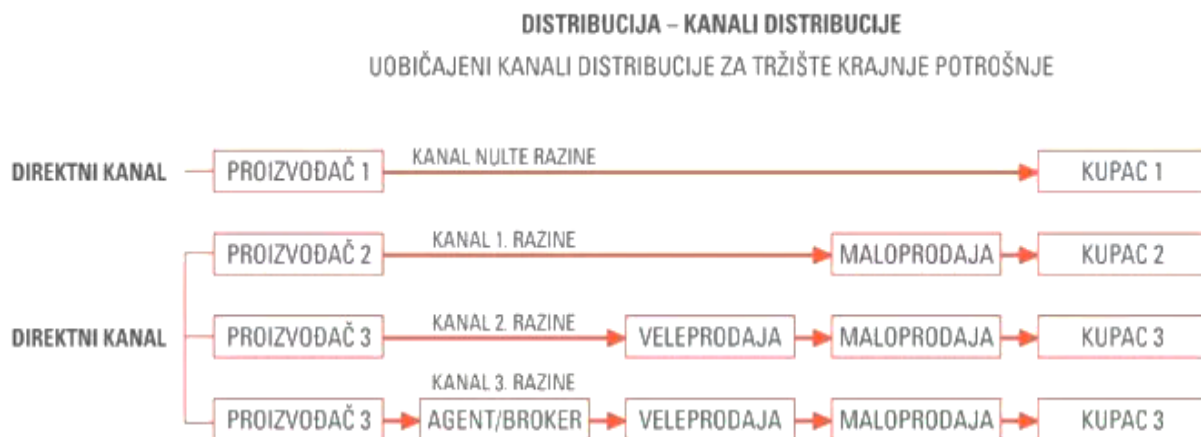 DISTRIBUCIJA – KANALI DISTRIBUCIJE
UOBIČAJENI KANALI DISTRIBUCIJE ZA TRŽIŠTE KRAJNJE POTROŠNJE
DIREKTNI KANAL PROIZVOĐAČ 1 KANAL NULTE RAZINE KUPAC 1
PROIZVOĐAČ 2 KANAL 1. RAZINE MALOPRODAJA KUPAC 2
DIREKTNI KANAL PROIZVOĐAČ 3 KANAL 2. RAZINE VELEPRODAJA MALOPRODAJA KUPAC 3
KANAL 3. RAZINE
PROIZVOĐAČ 3 AGENT/BROKER VELEPRODAJA MALOPRODAJA KUPAC 3